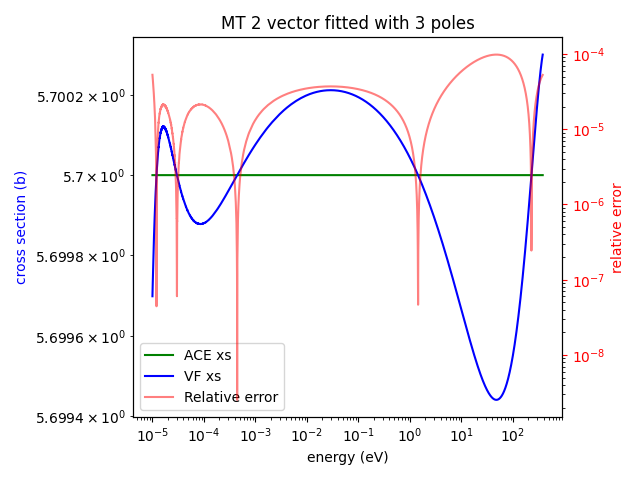 MT 2 vector fitted with 3 poles
5.7002 × 10⁰
5.7 × 10⁰
5.6998 × 10⁰
5.6996 × 10⁰
5.6994 × 10⁰
cross section (b)
10⁻⁴
10⁻⁵
10⁻⁶
10⁻⁷
10⁻⁸
relative error
ACE xs
VF xs
Relative error
10⁻⁵ 10⁻⁴ 10⁻³ 10⁻² 10⁻¹ 10⁰ 10¹ 10²
energy (eV)